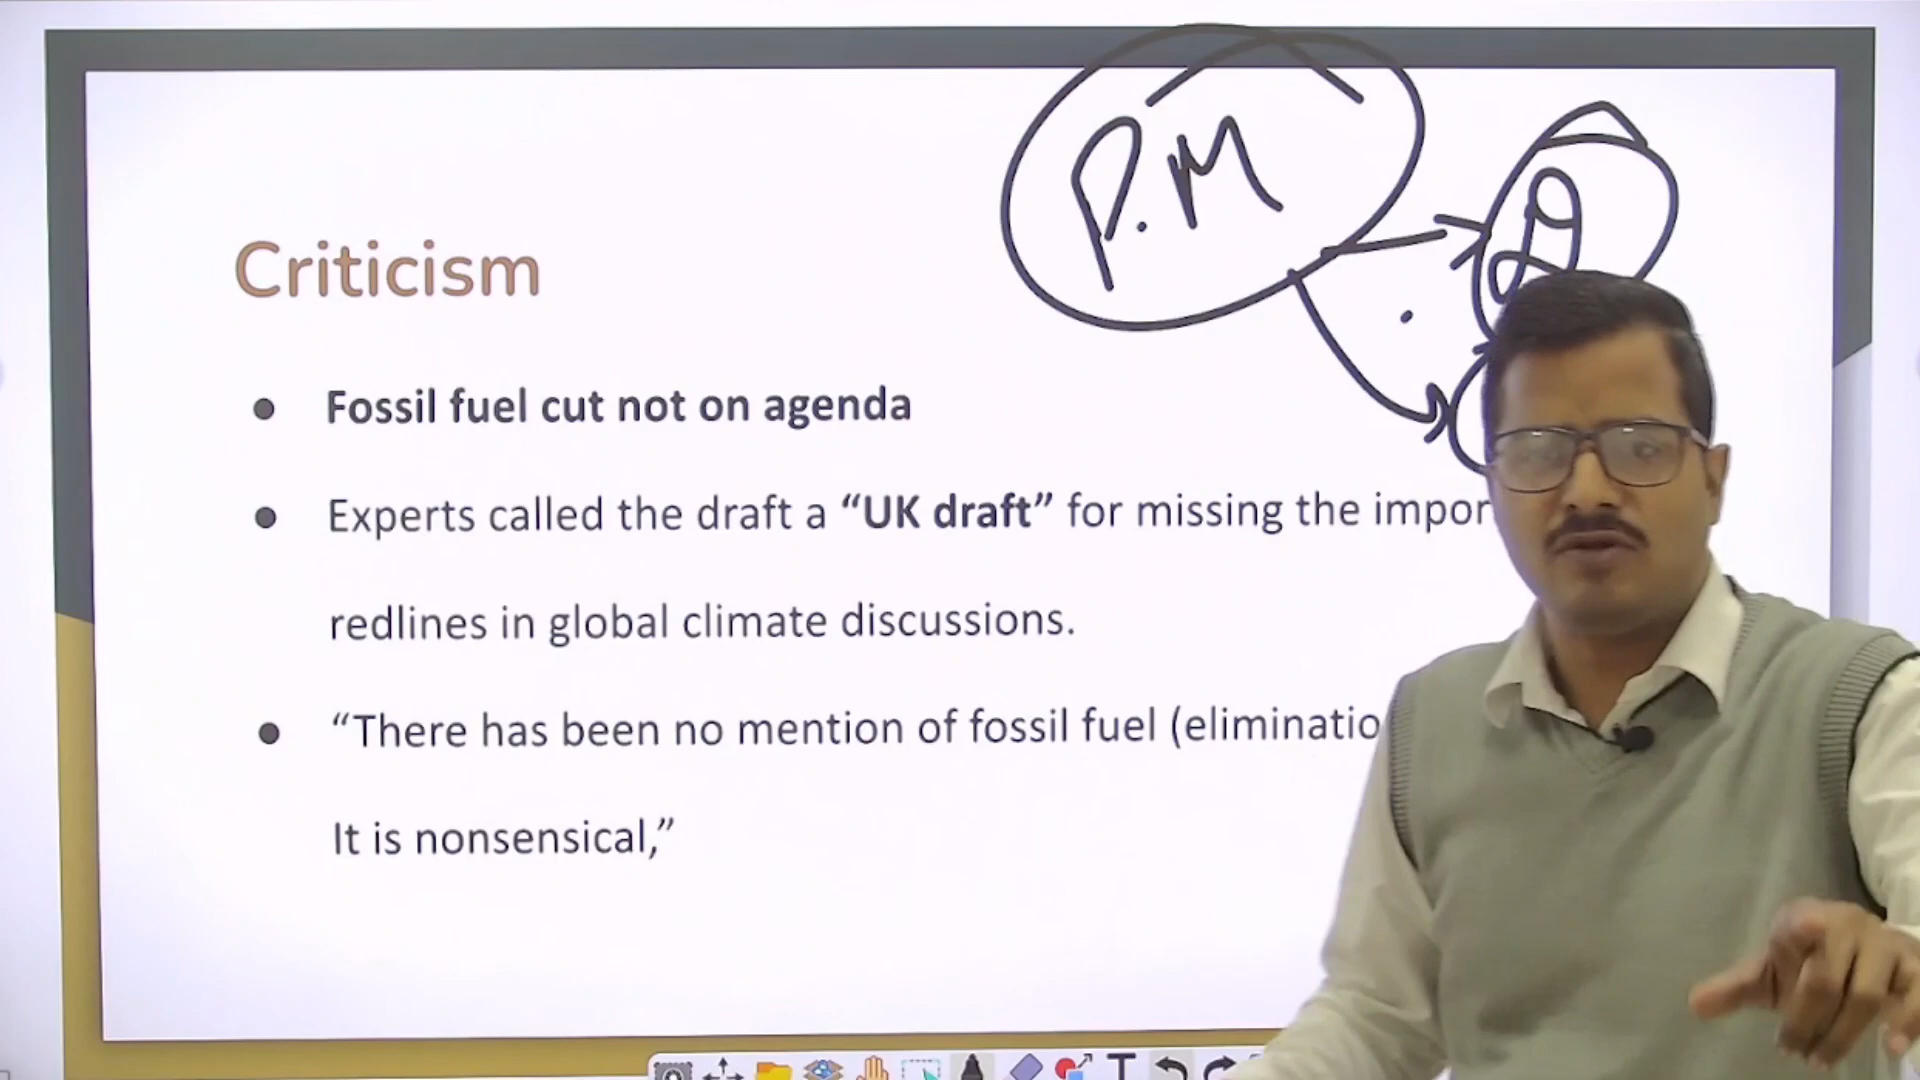 P.M
Criticism
● Fossil fuel cut not on agenda
● Experts called the draft a “UK draft” for missing the impor
redlines in global climate discussions.
● “There has been no mention of fossil fuel (eliminatio
It is nonsensical,”